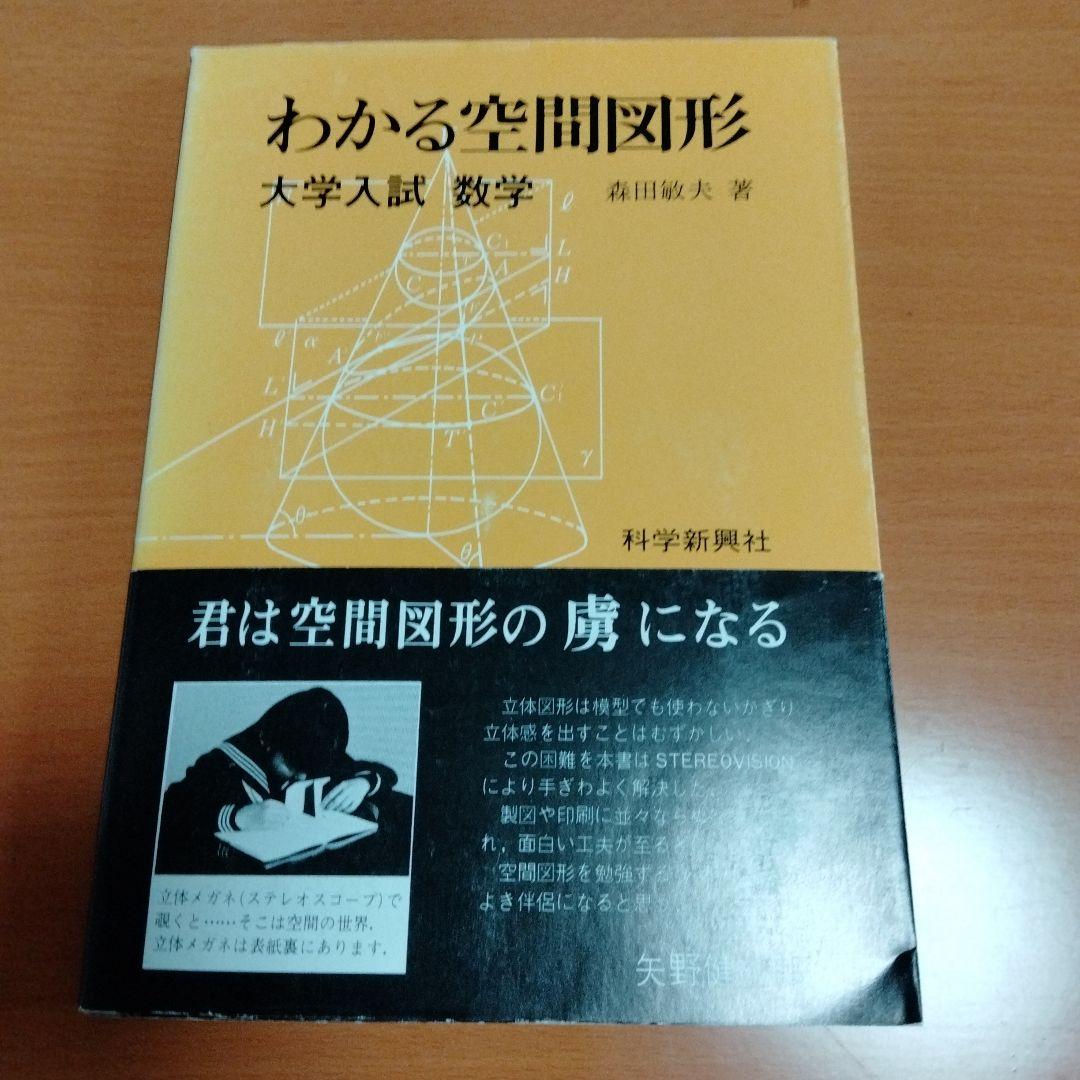 わかる空間図形
大学入試 数学
森田敏夫 著
C₁
ℓ
L
H
A
C
ℓ
α
A
L
C
C₁
H
T
γ
θ
θ
科学新興社
君は空間図形の虜になる
立体図形は模型でも使わないかぎり
立体感を出すことはむずかしい.
この困難を本書はSTEREOVISION
により手ぎわよく解決した.
製図や印刷に並々ならぬ
れ,面白い工夫が至る
空間図形を勉強する
よき伴侶になると思
矢野健
立体メガネ(ステレオスコープ)で
覗くと……そこは空間の世界.
立体メガネは表紙裏にあります.